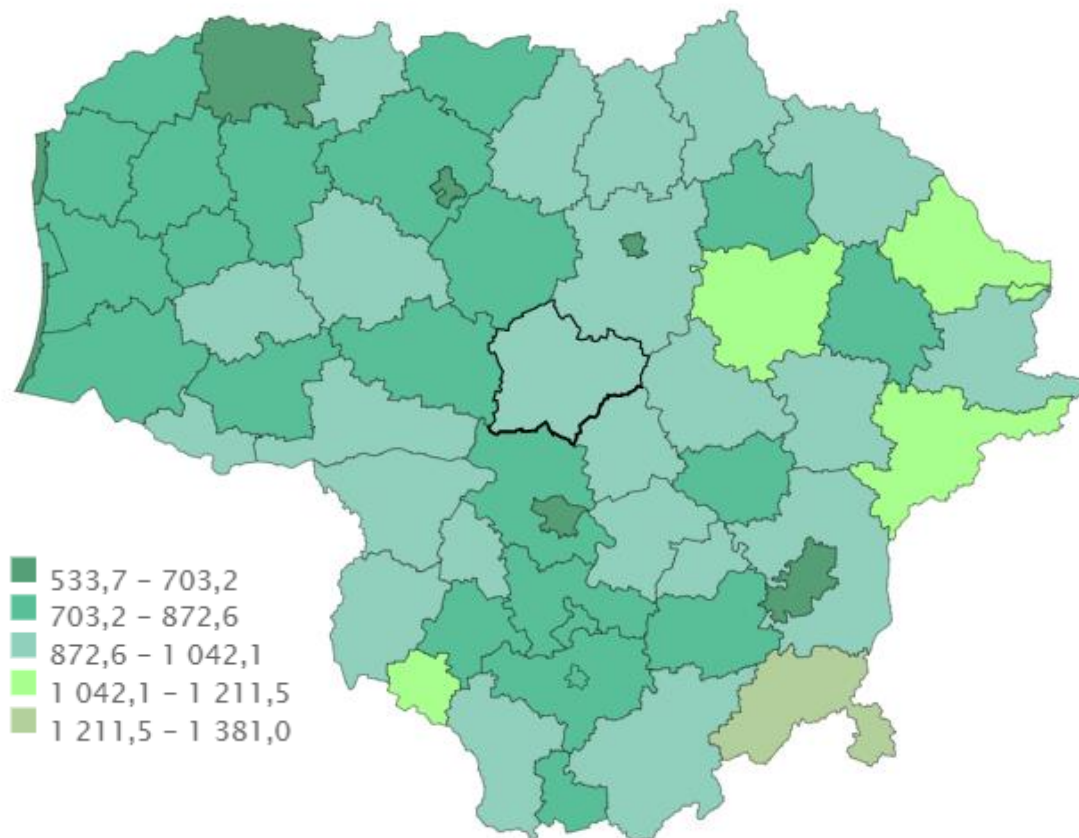 533,7 – 703,2
703,2 – 872,6
872,6 – 1 042,1
1 042,1 – 1 211,5
1 211,5 – 1 381,0